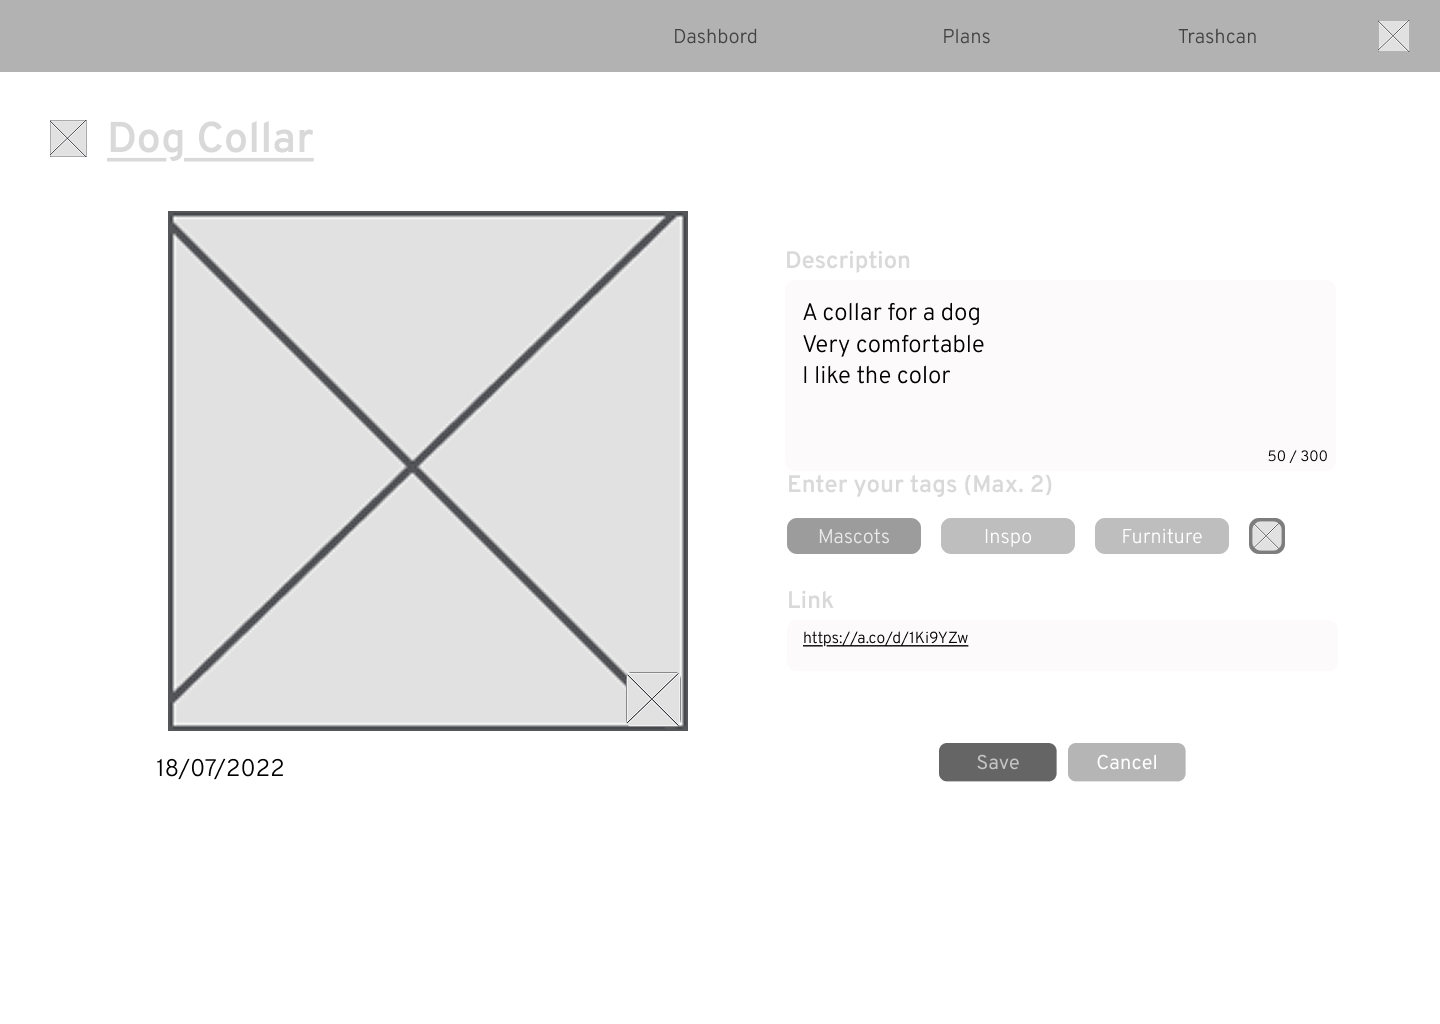 Dashbord
Plans
Trashcan
Dog Collar
Description
A collar for a dog
Very comfortable
I like the color
50 / 300
Enter your tags (Max. 2)
Mascots
Inspo
Furniture
Link
https://a.co/d/1Ki9YZw
Save
Cancel
18/07/2022